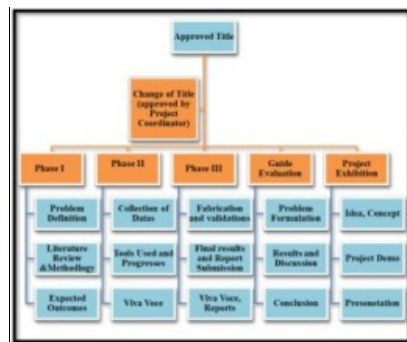 Approved Title
Change of Title
(approved by
Project
Coordinator)
Phase I
Phase II
Phase III
Guide
Evaluation
Project
Exhibition
Problem
Definition
Literature
Review
&Methodlogy
Expected
Outcomes
Collection of
Datas
Tools Used and
Progresses
Viva Voce
Fabrication
and validations
Final results
and Report
Submission
Viva Voce,
Reports
Problem
Formulation
Results and
Discussion
Conclusion
Idea, Concept
Project Demo
Presenetation